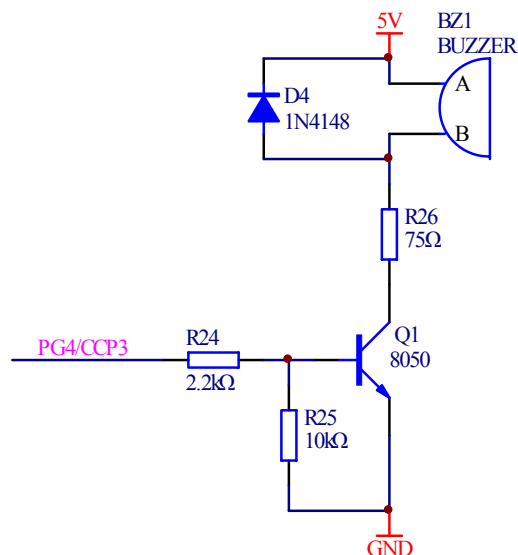 5V
BZ1
BUZZER
A
D4
1N4148
B
R26
75Ω
PG4/CCP3
R24
2.2kΩ
Q1
8050
R25
10kΩ
GND